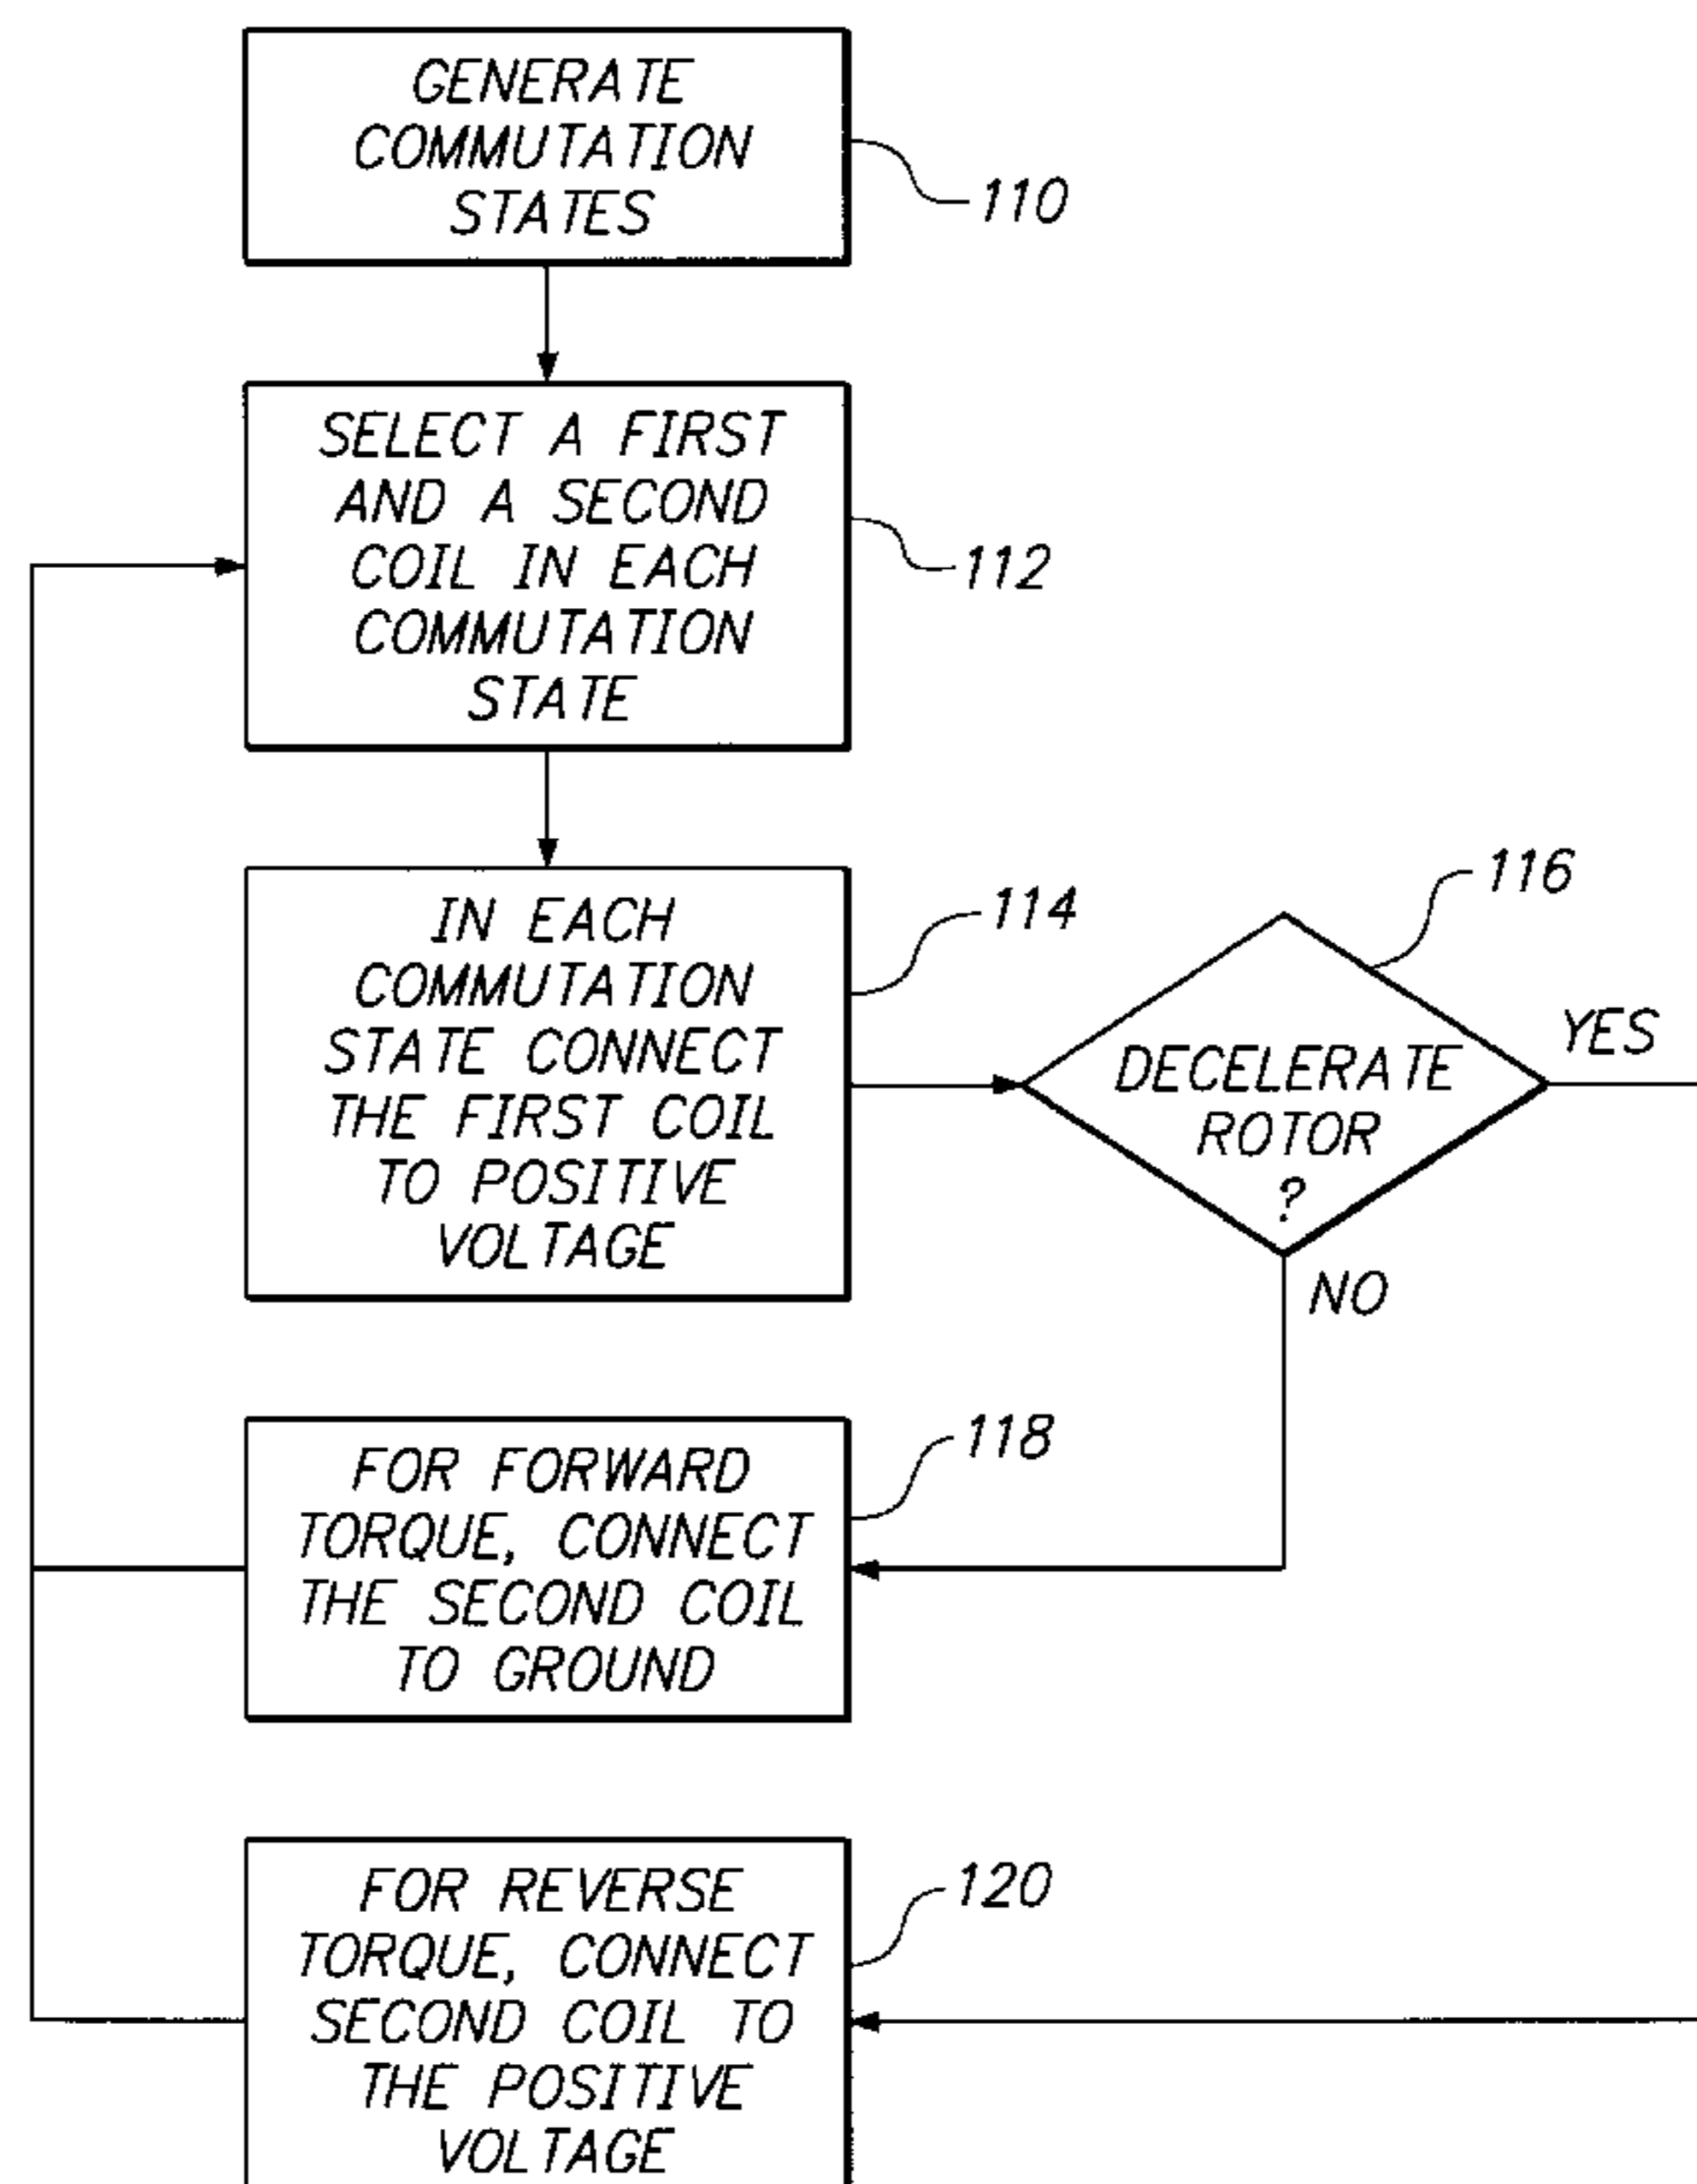 GENERATE
COMMUTATION
STATES
110
SELECT A FIRST
AND A SECOND
COIL IN EACH
COMMUTATION
STATE
112
IN EACH
COMMUTATION
STATE CONNECT
THE FIRST COIL
TO POSITIVE
VOLTAGE
114
116
DECELERATE
ROTOR
?
YES
NO
FOR FORWARD
TORQUE, CONNECT
THE SECOND COIL
TO GROUND
118
FOR REVERSE
TORQUE, CONNECT
SECOND COIL TO
THE POSITIVE
VOLTAGE
120